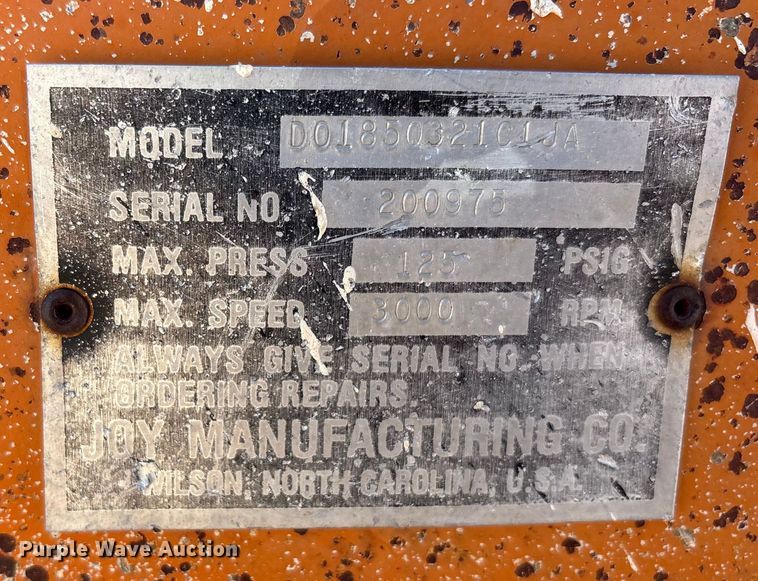 MODEL D01850321C1JA
SERIAL NO. 200975
MAX. PRESS 125 PSIG
MAX. SPEED 3000 RPM
ALWAYS GIVE SERIAL NO. WHEN
ORDERING REPAIRS.
JOY MANUFACTURING CO.
WILSON, NORTH CAROLINA, U.S.A.
Purple Wave Auction